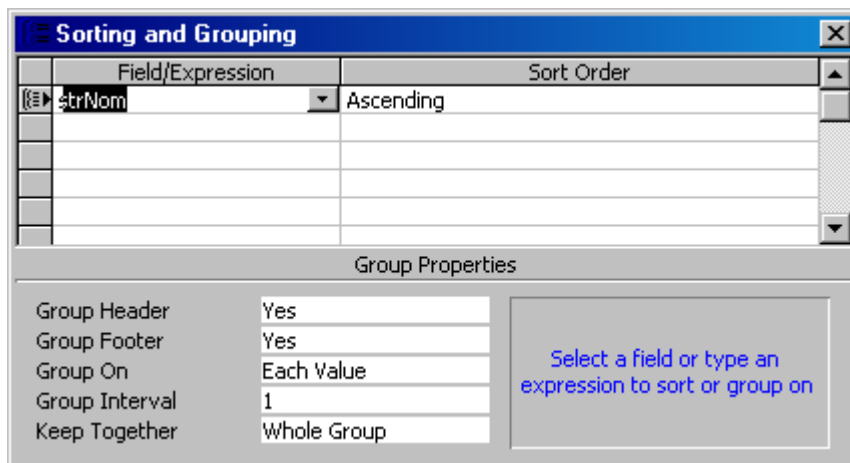 Sorting and Grouping
Field/Expression Sort Order
strNom Ascending
Group Properties
Group Header Yes
Group Footer Yes
Group On Each Value
Group Interval 1
Keep Together Whole Group
Select a field or type an
expression to sort or group on